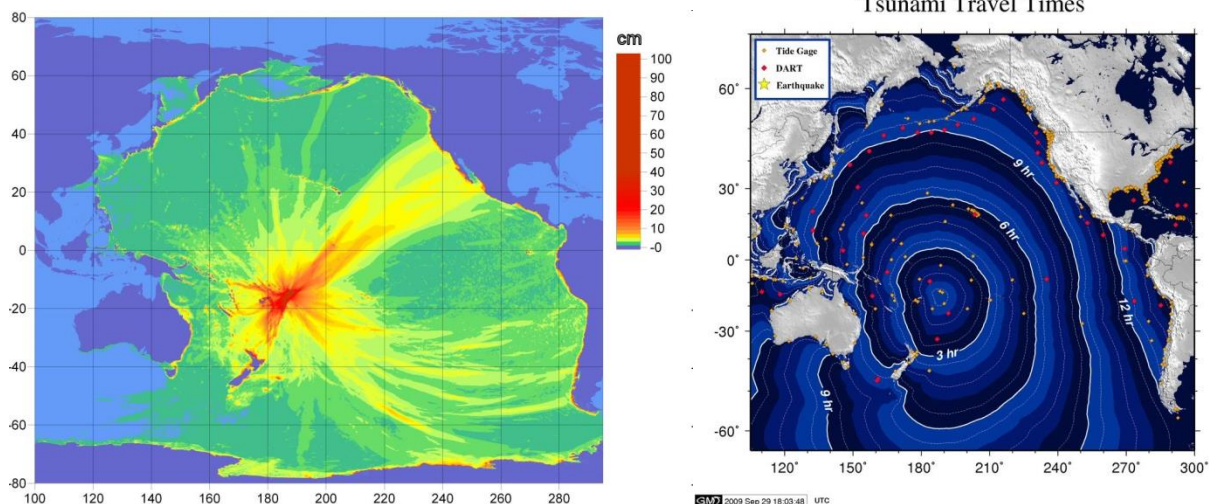 80
60
40
20
0
-20
-40
-60
-80
100 120 140 160 180 200 220 240 260 280
cm
100
90
80
70
60
50
40
30
20
10
-0
Tsunami Travel Times
Tide Gage
DART
Earthquake
60°
30°
0°
-30°
-60°
9 hr
6 hr
3 hr
12 hr
9 hr
120° 150° 180° 210° 240° 270° 300°
GMD 2009 Sep 29 18:03:48 UTC